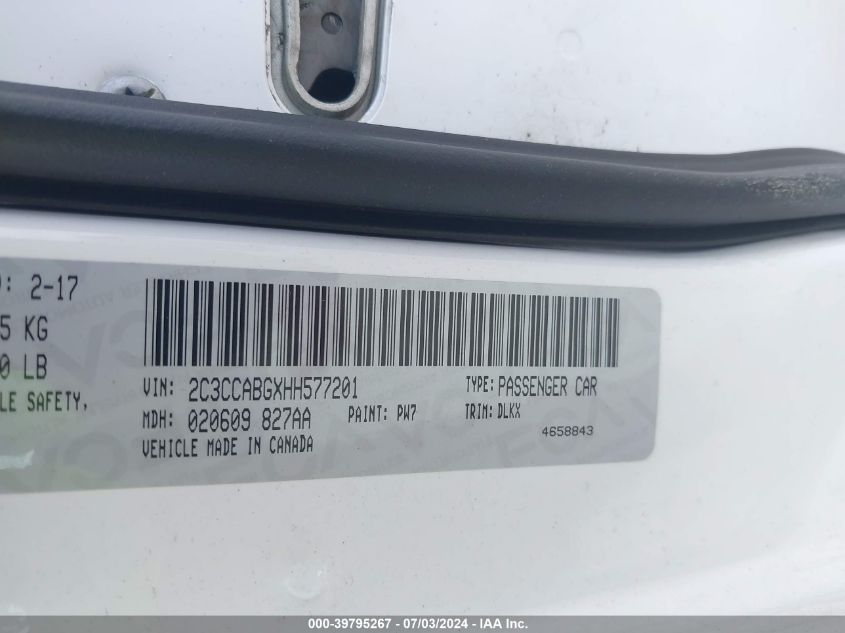 : 2-17
5 KG
0 LB
LE SAFETY,
VIN: 2C3CCABGXHH577201
TYPE: PASSENGER CAR
MDH: 020609 827AA
PAINT: PW7
TRIM: DLKX
VEHICLE MADE IN CANADA
4658843
000-39795267 - 07/03/2024 - IAA Inc.